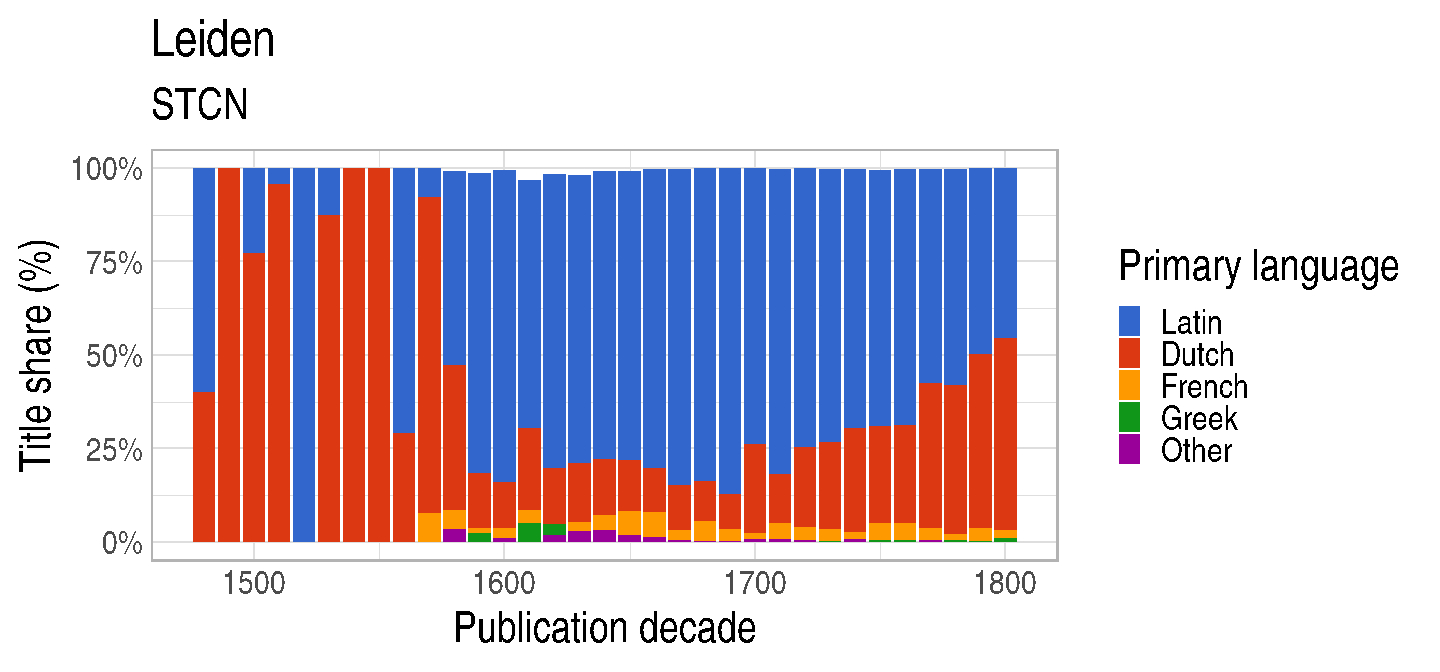 Leiden
STCN
100%
75%
50%
25%
0%
Title share (%)
1500
1600
1700
1800
Publication decade
Primary language
Latin
Dutch
French
Greek
Other